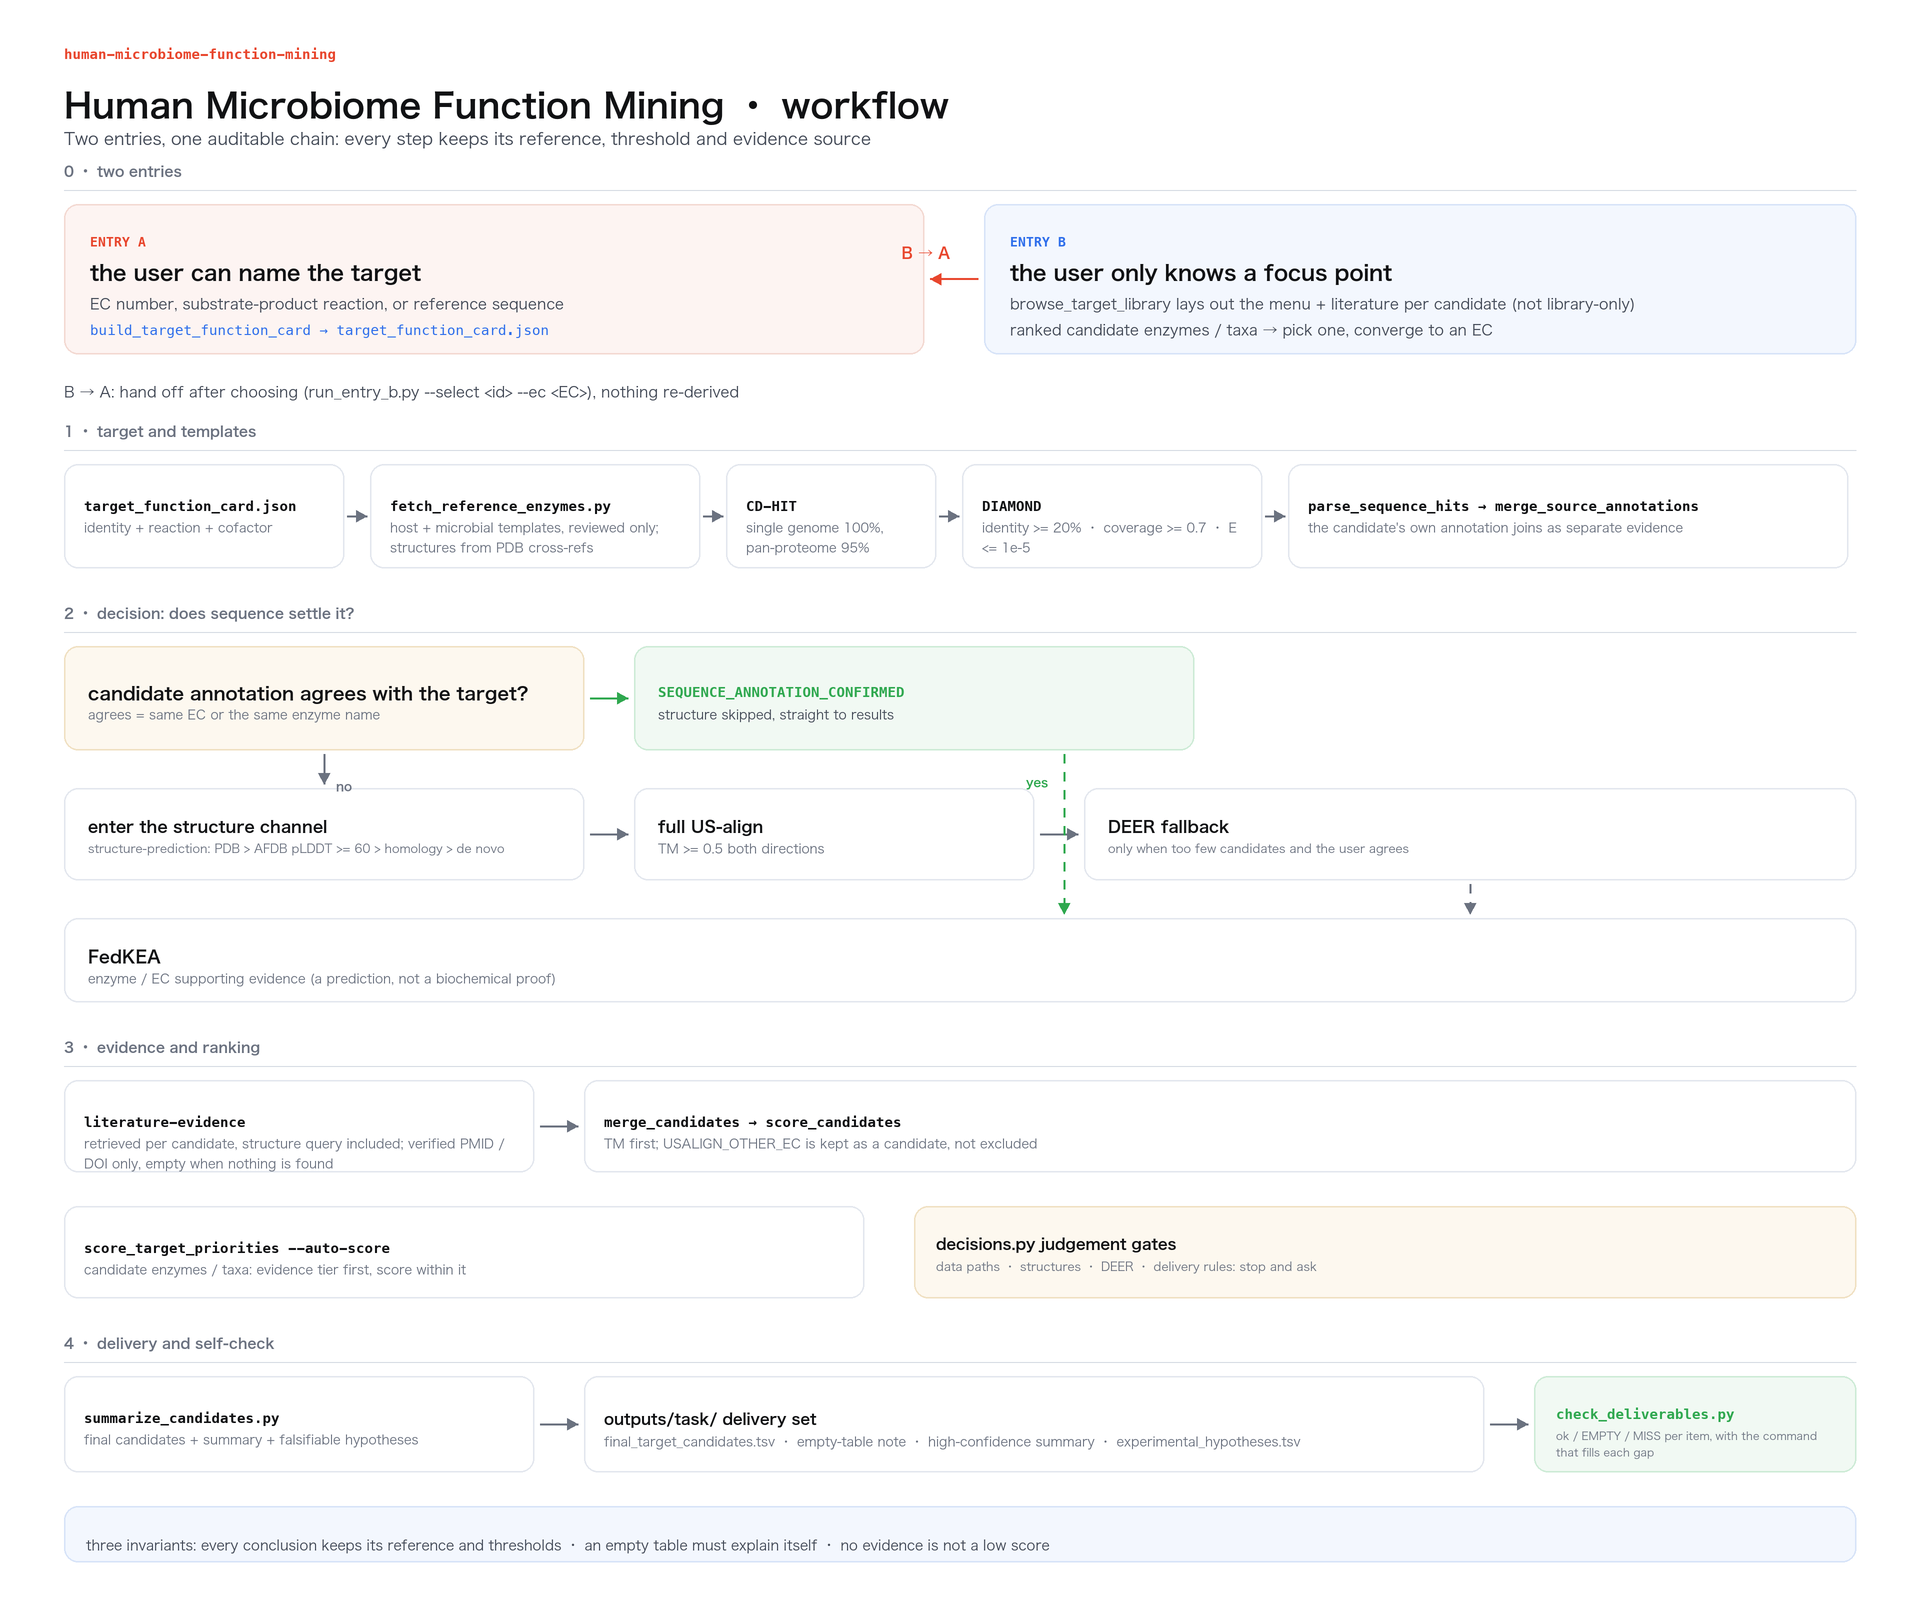 human-microbiome-function-mining
Human Microbiome Function Mining · workflow
Two entries, one auditable chain: every step keeps its reference, threshold and evidence source
0 · two entries
ENTRY A
the user can name the target
EC number, substrate-product reaction, or reference sequence
build_target_function_card → target_function_card.json
B → A
ENTRY B
the user only knows a focus point
browse_target_library lays out the menu + literature per candidate (not library-only)
ranked candidate enzymes / taxa → pick one, converge to an EC
B → A: hand off after choosing (run_entry_b.py --select <id> --ec <EC>), nothing re-derived
1 · target and templates
target_function_card.json
identity + reaction + cofactor
fetch_reference_enzymes.py
host + microbial templates, reviewed only;
structures from PDB cross-refs
CD-HIT
single genome 100%,
pan-proteome 95%
DIAMOND
identity >= 20% · coverage >= 0.7 · E
<= 1e-5
parse_sequence_hits → merge_source_annotations
the candidate's own annotation joins as separate evidence
2 · decision: does sequence settle it?
candidate annotation agrees with the target?
agrees = same EC or the same enzyme name
SEQUENCE_ANNOTATION_CONFIRMED
structure skipped, straight to results
no
yes
enter the structure channel
structure-prediction: PDB > AFDB pLDDT >= 60 > homology > de novo
full US-align
TM >= 0.5 both directions
DEER fallback
only when too few candidates and the user agrees
FedKEA
enzyme / EC supporting evidence (a prediction, not a biochemical proof)
3 · evidence and ranking
literature-evidence
retrieved per candidate, structure query included; verified PMID /
DOI only, empty when nothing is found
merge_candidates → score_candidates
TM first; USALIGN_OTHER_EC is kept as a candidate, not excluded
score_target_priorities --auto-score
candidate enzymes / taxa: evidence tier first, score within it
decisions.py judgement gates
data paths · structures · DEER · delivery rules: stop and ask
4 · delivery and self-check
summarize_candidates.py
final candidates + summary + falsifiable hypotheses
outputs/task/ delivery set
final_target_candidates.tsv · empty-table note · high-confidence summary · experimental_hypotheses.tsv
check_deliverables.py
ok / EMPTY / MISS per item, with the command
that fills each gap
three invariants: every conclusion keeps its reference and thresholds · an empty table must explain itself · no evidence is not a low score